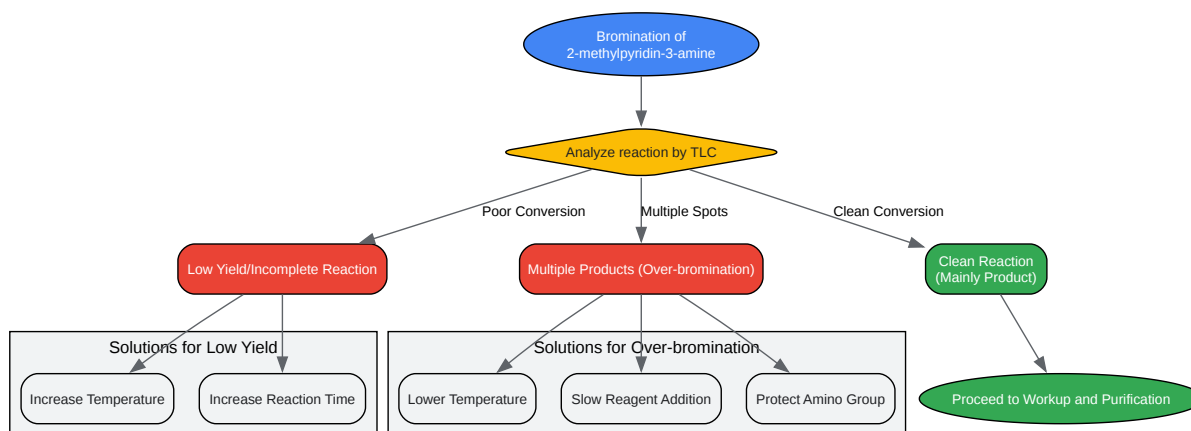 Bromination of
2-methylpyridin-3-amine
Analyze reaction by TLC
Poor Conversion
Multiple Spots
Clean Conversion
Low Yield/Incomplete Reaction
Multiple Products (Over-bromination)
Clean Reaction
(Mainly Product)
Solutions for Low Yield
Solutions for Over-bromination
Increase Temperature
Increase Reaction Time
Lower Temperature
Slow Reagent Addition
Protect Amino Group
Proceed to Workup and Purification